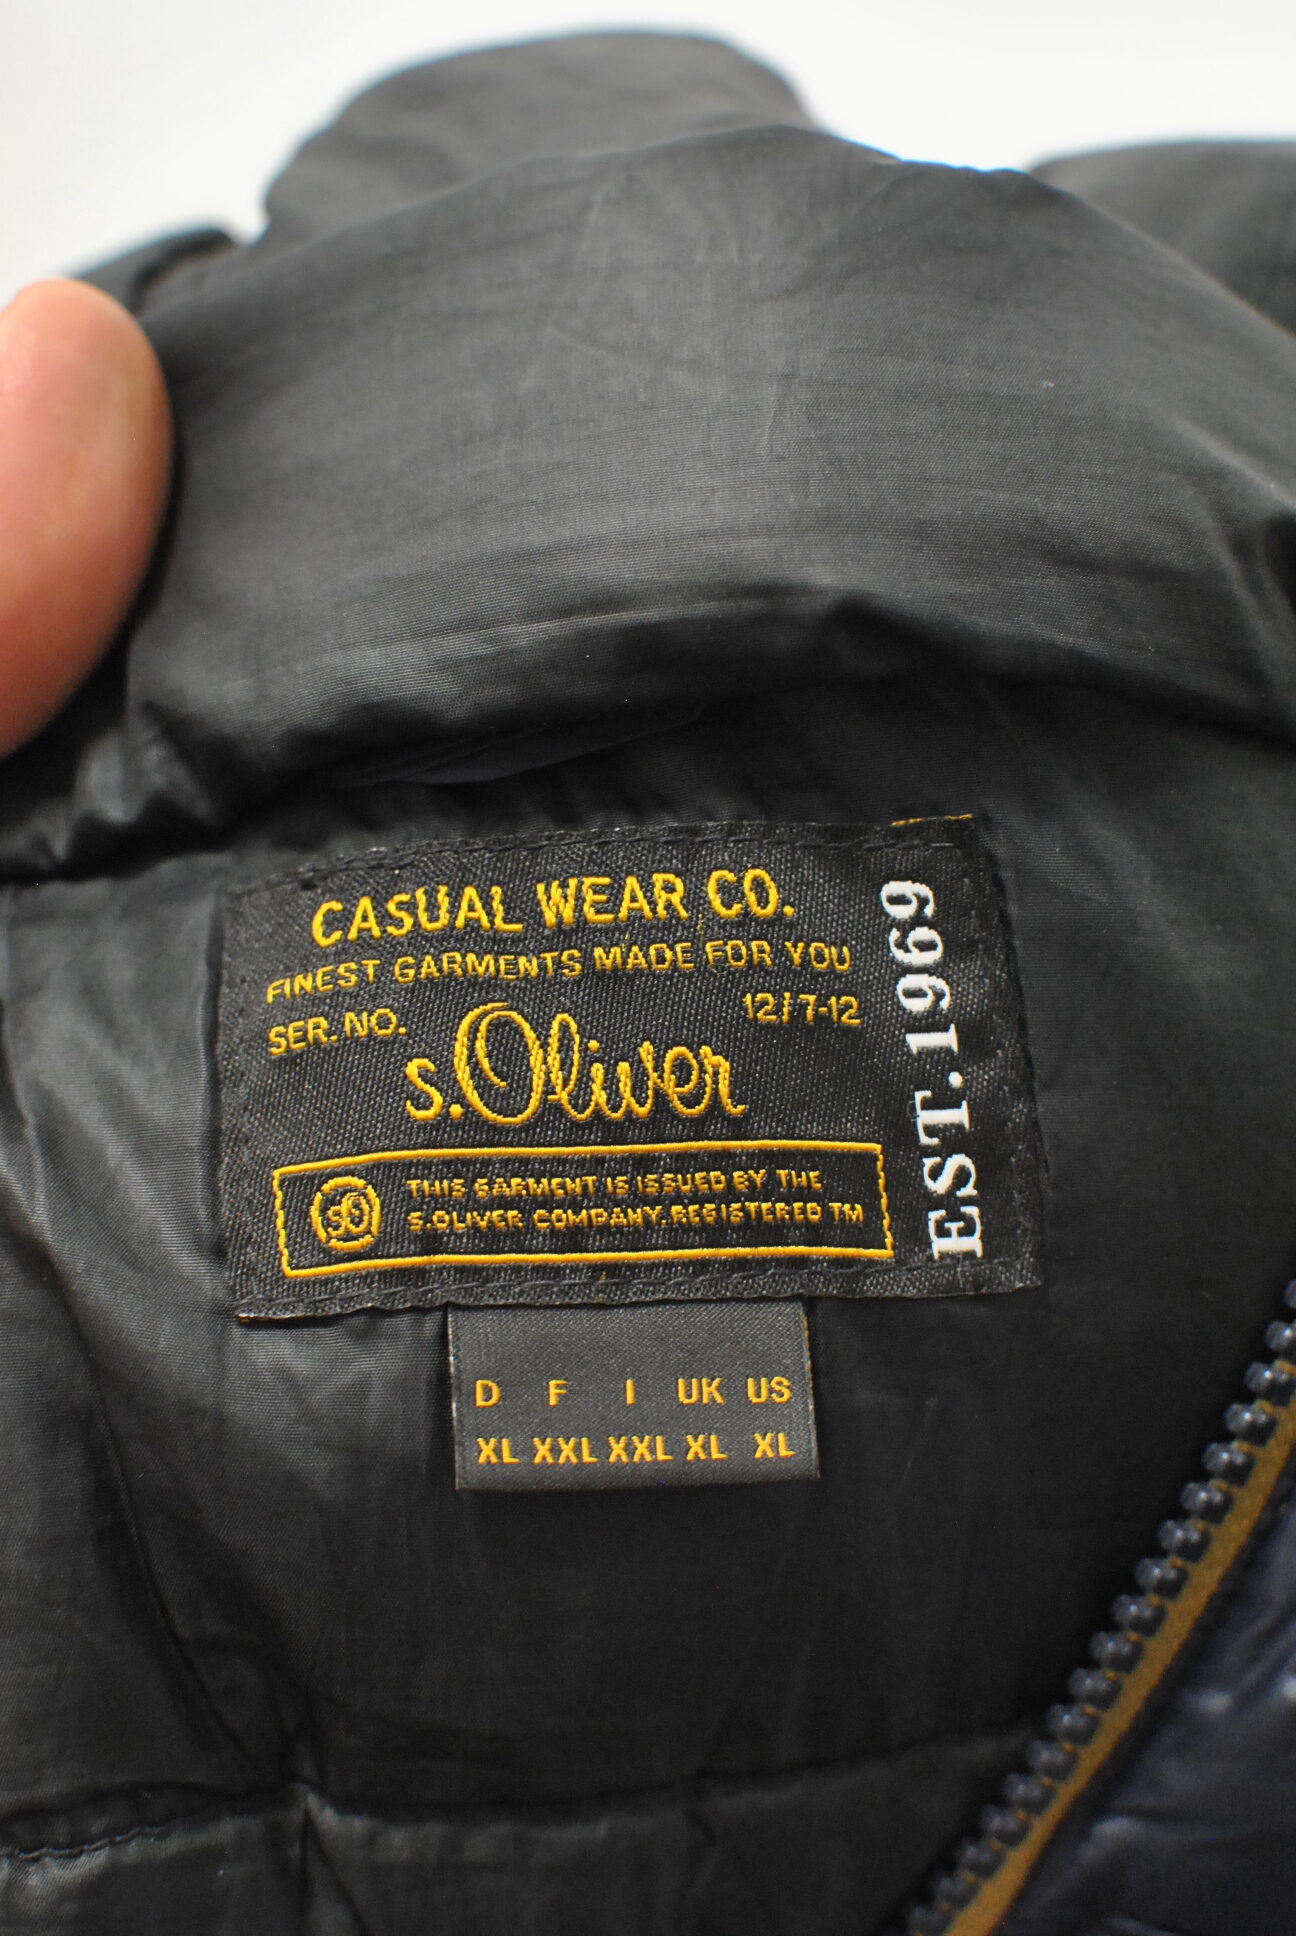 CASUAL WEAR CO.
FINEST GARMENTS MADE FOR YOU
SER. NO. 12/7-12
s.Oliver
SO THIS GARMENT IS ISSUED BY THE
S.OLIVER COMPANY. REGISTERED TM
EST. 1969
D F I UK US
XL XXL XXL XL XL